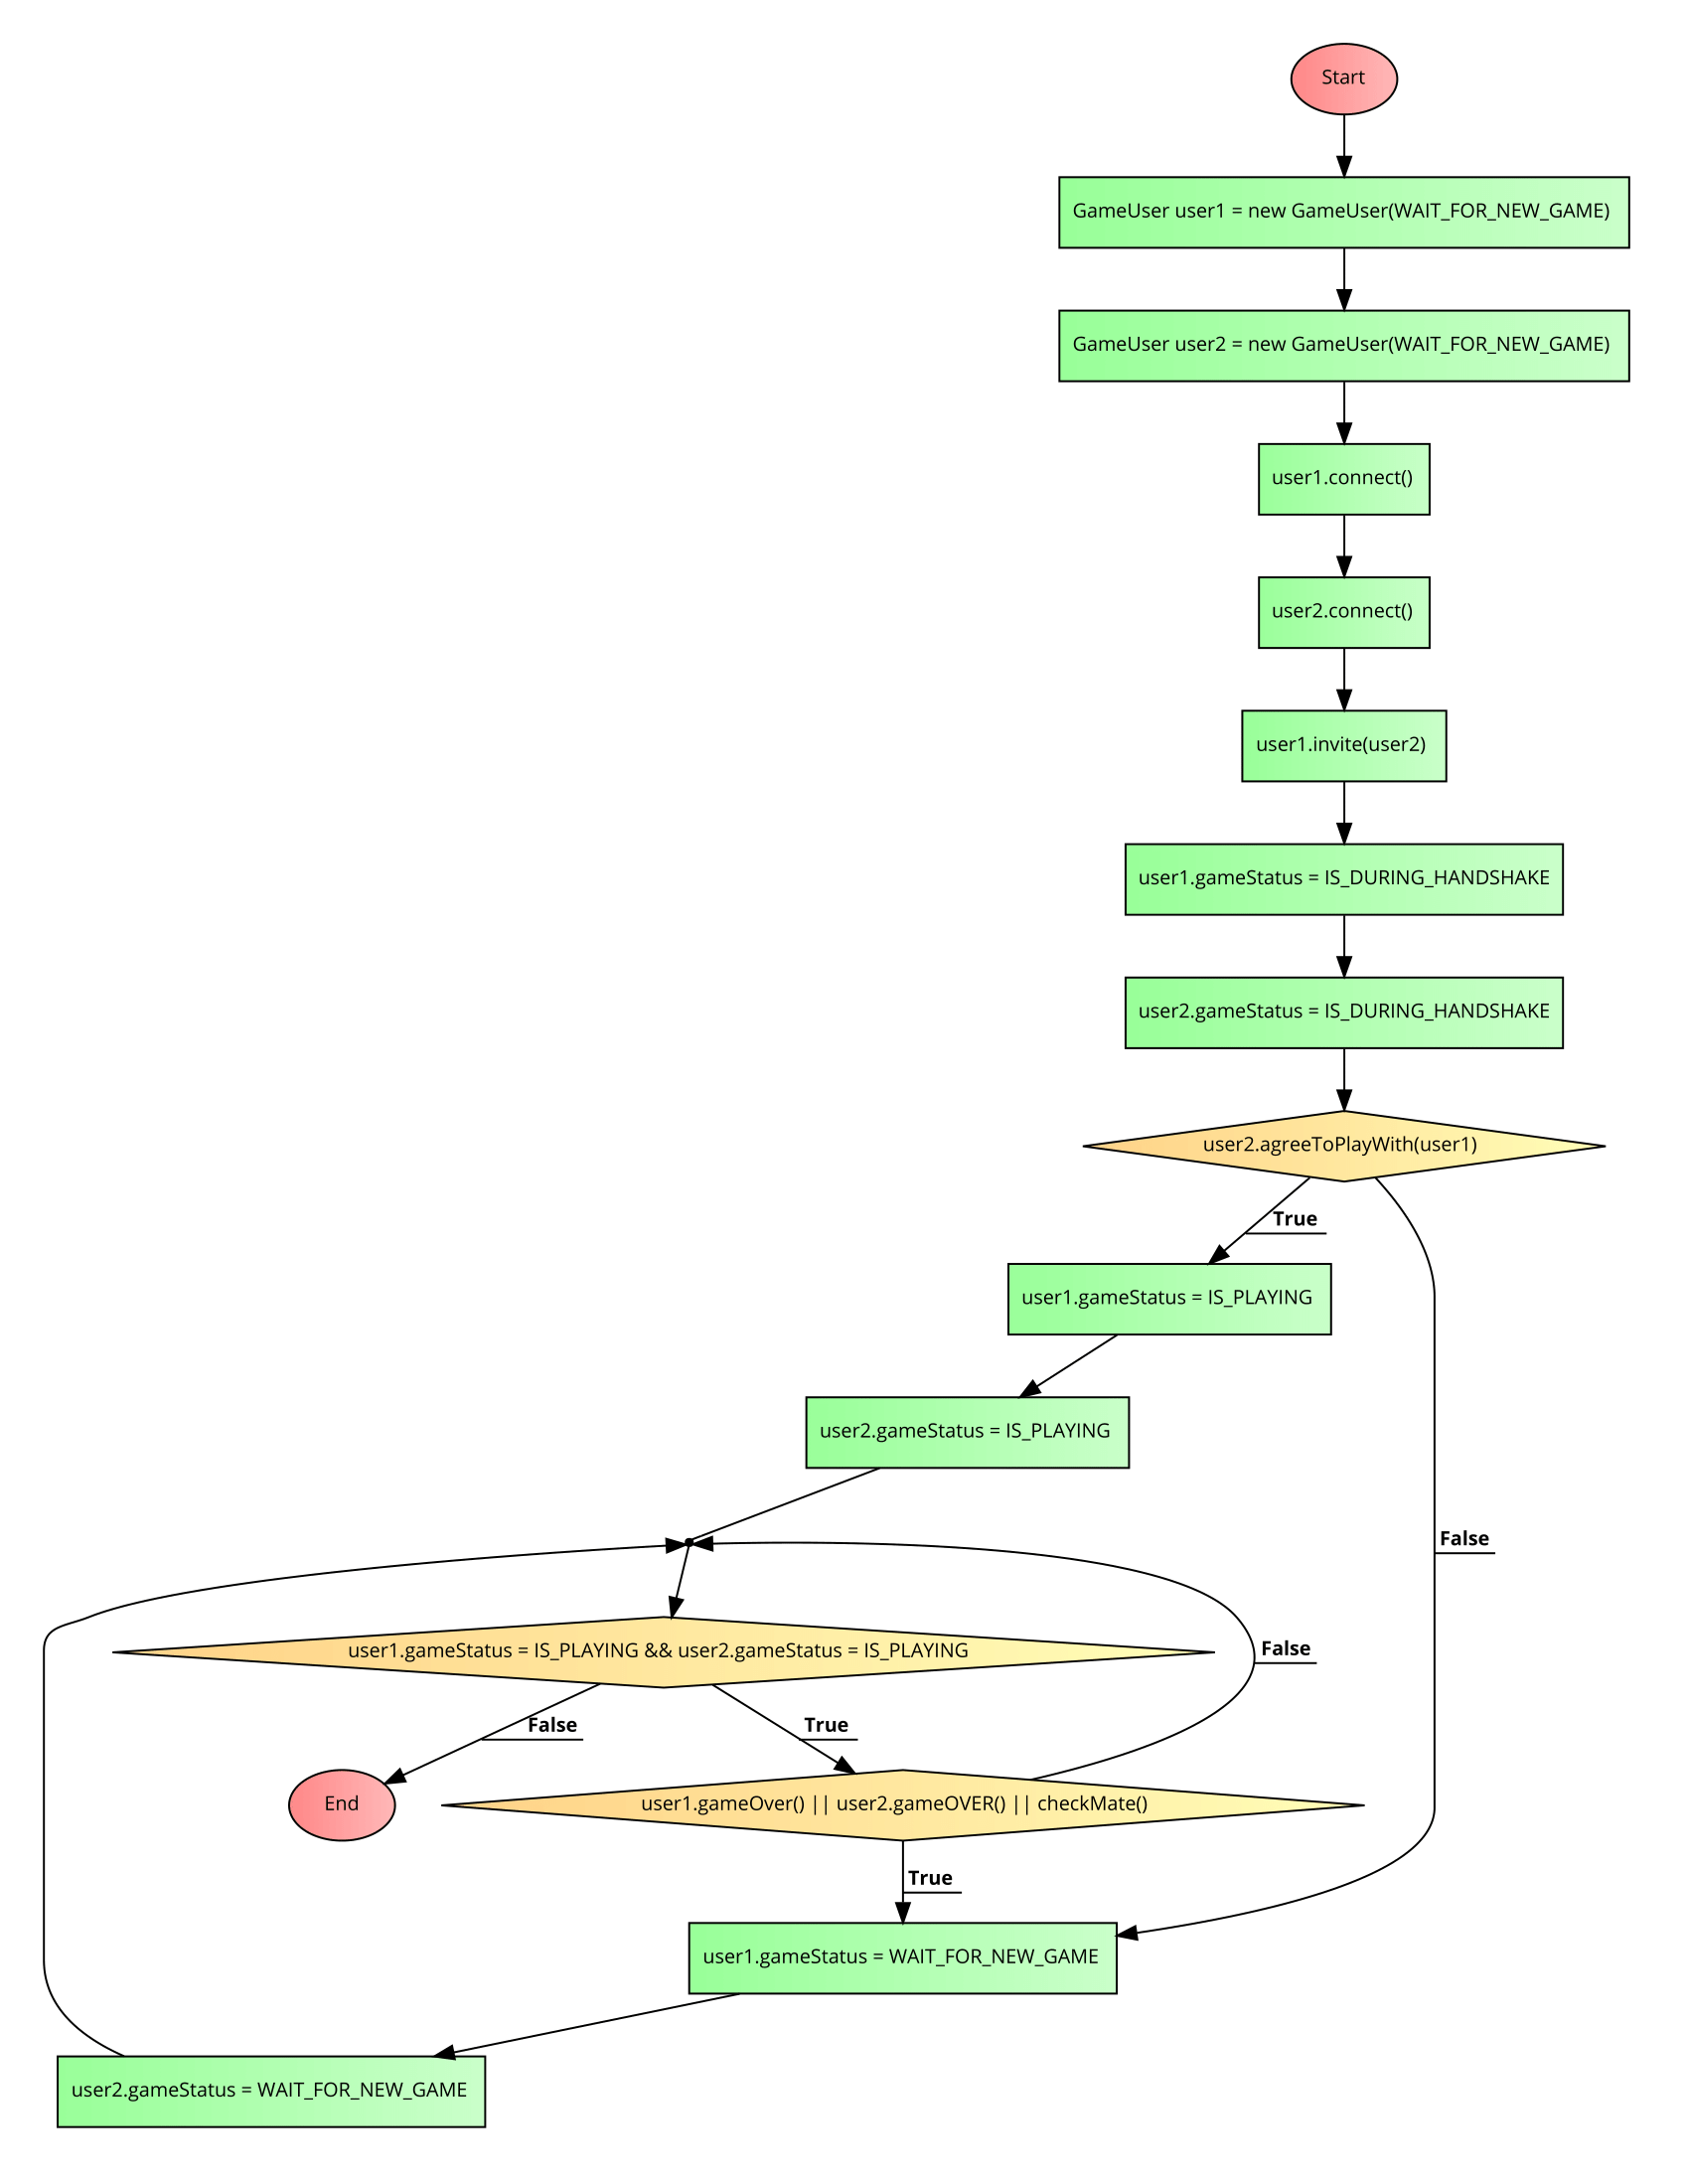 Start
GameUser user1 = new GameUser(WAIT_FOR_NEW_GAME)
GameUser user2 = new GameUser(WAIT_FOR_NEW_GAME)
user1.connect()
user2.connect()
user1.invite(user2)
user1.gameStatus = IS_DURING_HANDSHAKE
user2.gameStatus = IS_DURING_HANDSHAKE
user2.agreeToPlayWith(user1)
True
user1.gameStatus = IS_PLAYING
user2.gameStatus = IS_PLAYING
False
user1.gameStatus = IS_PLAYING && user2.gameStatus = IS_PLAYING
False
False
True
End
user1.gameOver() || user2.gameOVER() || checkMate()
True
user1.gameStatus = WAIT_FOR_NEW_GAME
user2.gameStatus = WAIT_FOR_NEW_GAME